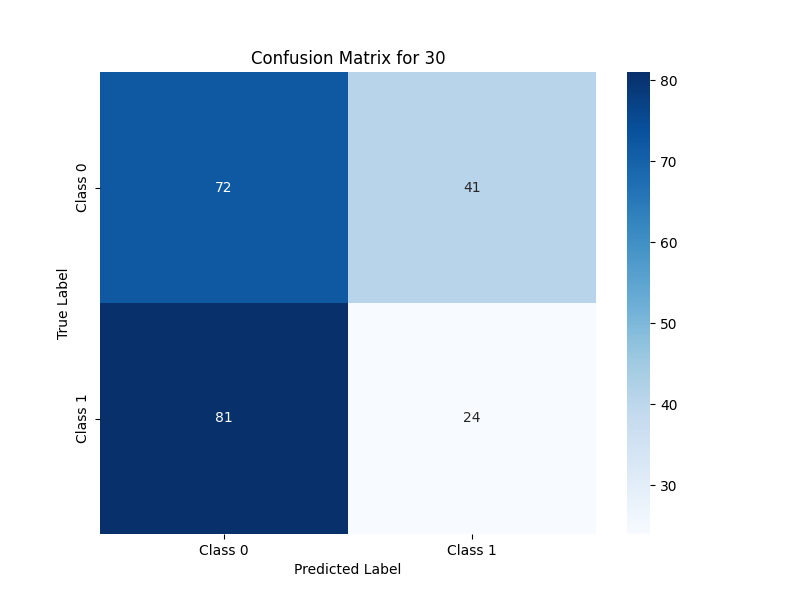 Confusion Matrix for 30
True Label
Class 0
72
41
Class 1
81
24
Class 0
Class 1
Predicted Label
80
70
60
50
40
30